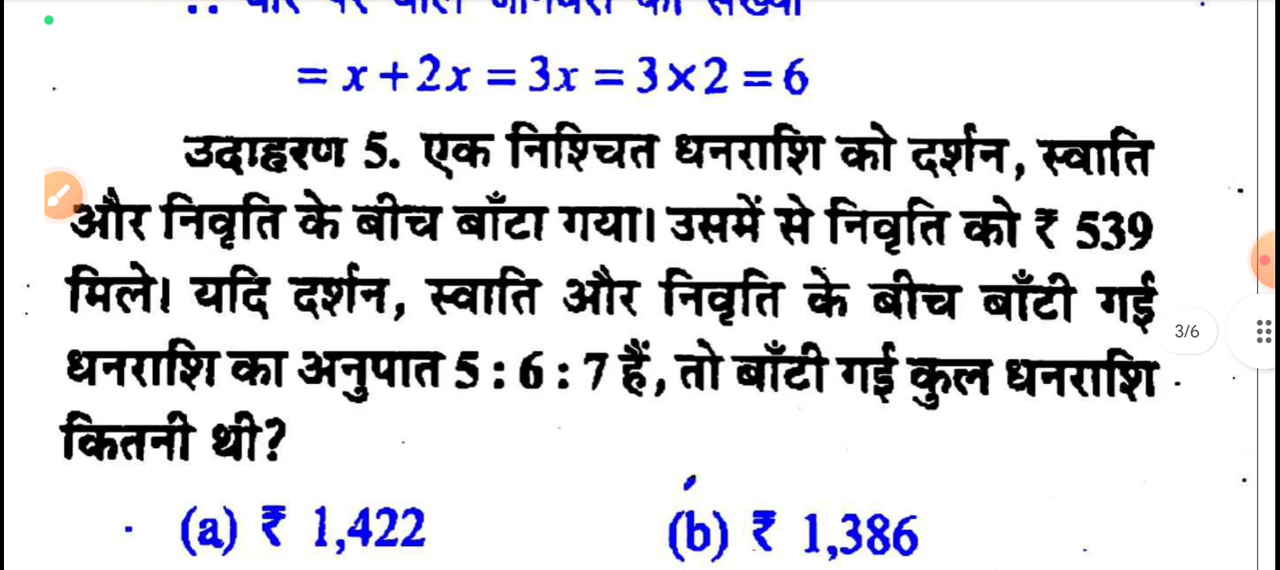 = x + 2x = 3x = 3×2 = 6
उदाहरण 5. एक निश्चित धनराशि को दर्शन, स्वाति
और निवृति के बीच बाँटा गया। उसमें से निवृति को ₹ 539
मिले। यदि दर्शन, स्वाति और निवृति के बीच बाँटी गई
3/6
धनराशि का अनुपात 5 : 6 : 7 हैं, तो बाँटी गई कुल धनराशि
कितनी थी?
(a) ₹ 1,422 (b) ₹ 1,386